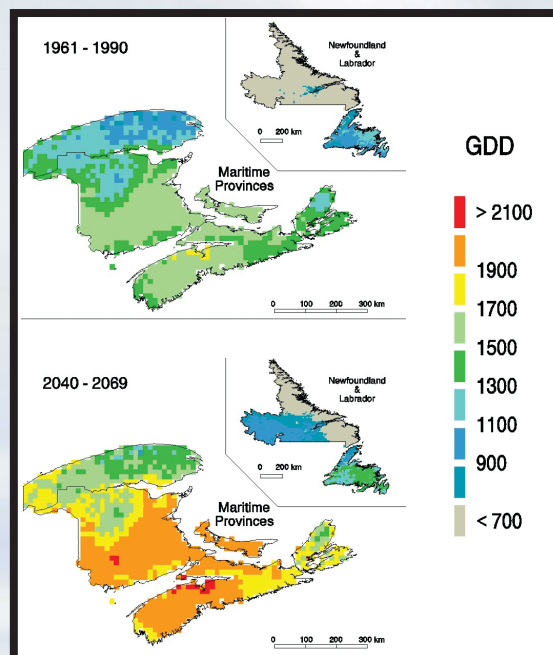 1961 - 1990
Newfoundland
&
Labrador
0 200 km
Maritime
Provinces
0 100 200 300 km
2040 - 2069
Newfoundland
&
Labrador
0 200 km
Maritime
Provinces
0 100 200 300 km
GDD
> 2100
1900
1700
1500
1300
1100
900
< 700